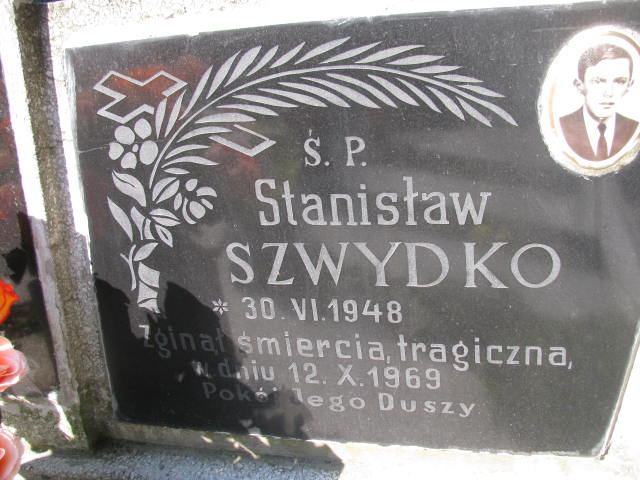 Ś. P.
Stanisław
SZWYDKO
* 30. VI. 1948
Zginął śmiercią tragiczną
w dniu 12. X. 1969
Pokój Jego Duszy